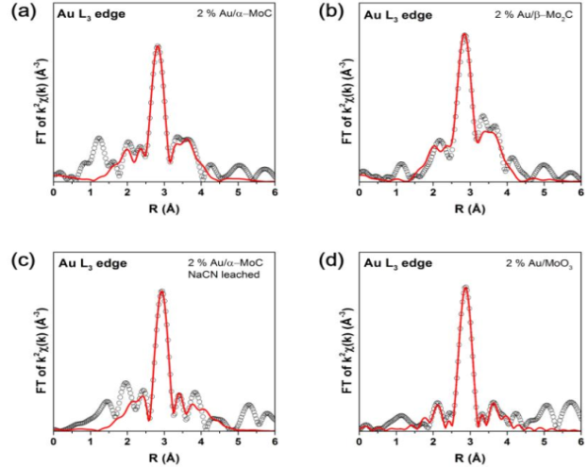 (a)
Au L₃ edge
2 % Au/α–MoC
FT of k²χ(k) (Å⁻³)
0 1 2 3 4 5 6
R (Å)
(b)
Au L₃ edge
2 % Au/β–Mo₂C
FT of k²χ(k) (Å⁻³)
0 1 2 3 4 5 6
R (Å)
(c)
Au L₃ edge
2 % Au/α–MoC
NaCN leached
FT of k²χ(k) (Å⁻³)
0 1 2 3 4 5 6
R (Å)
(d)
Au L₃ edge
2 % Au/MoO₃
FT of k²χ(k) (Å⁻³)
0 1 2 3 4 5 6
R (Å)